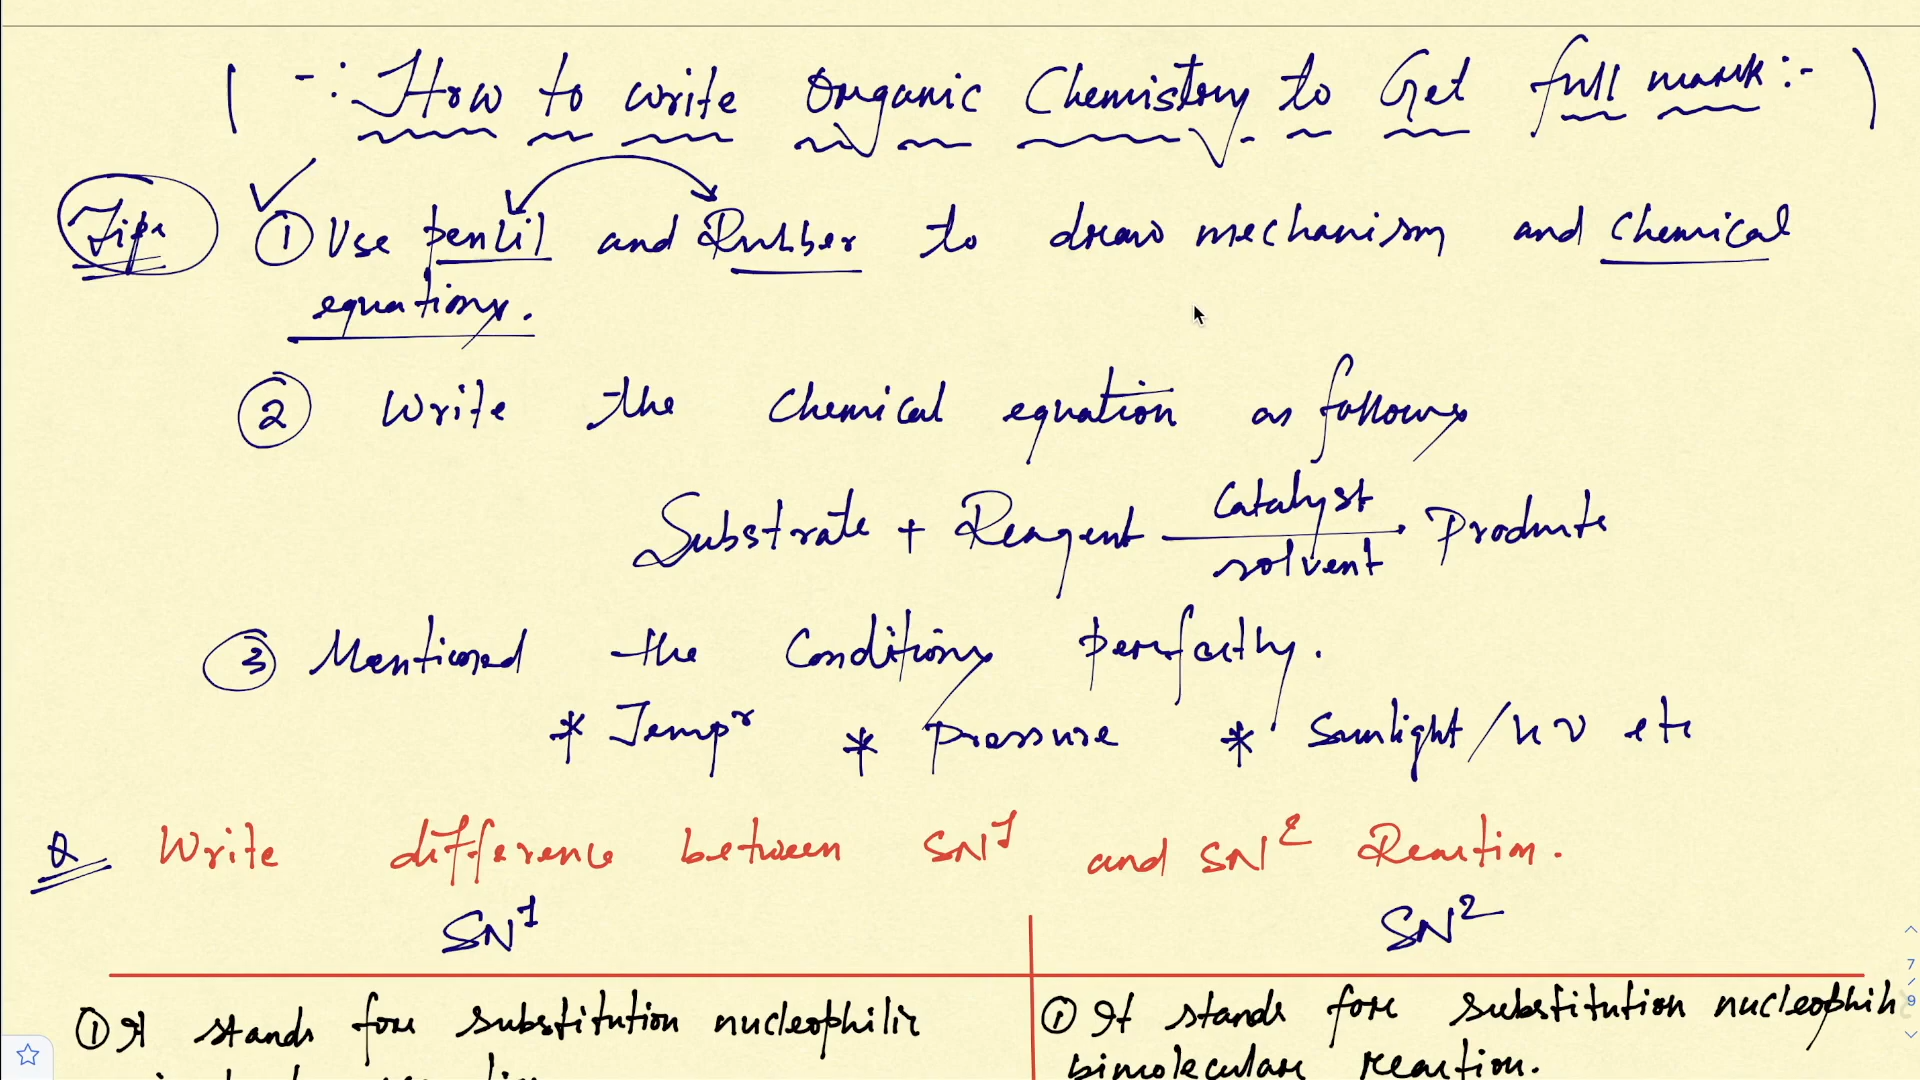 (-: How to write Organic Chemistry to Get full mark:-)
Tips ① Use pencil and Rubber to draw mechanism and Chemical
equations.
② Write the Chemical equation as follows
Substrate + Reagent Catalyst Products
solvent
③ Mentioned the Conditions perfectly.
* Tempr * Pressure * Sunlight/hν etc
Q Write difference between SN1 and SN2 Reaction.
SN1 SN2
① It stands for substitution nucleophilic
① It stands for substitution nucleophili
bimolecular reaction.
7/9